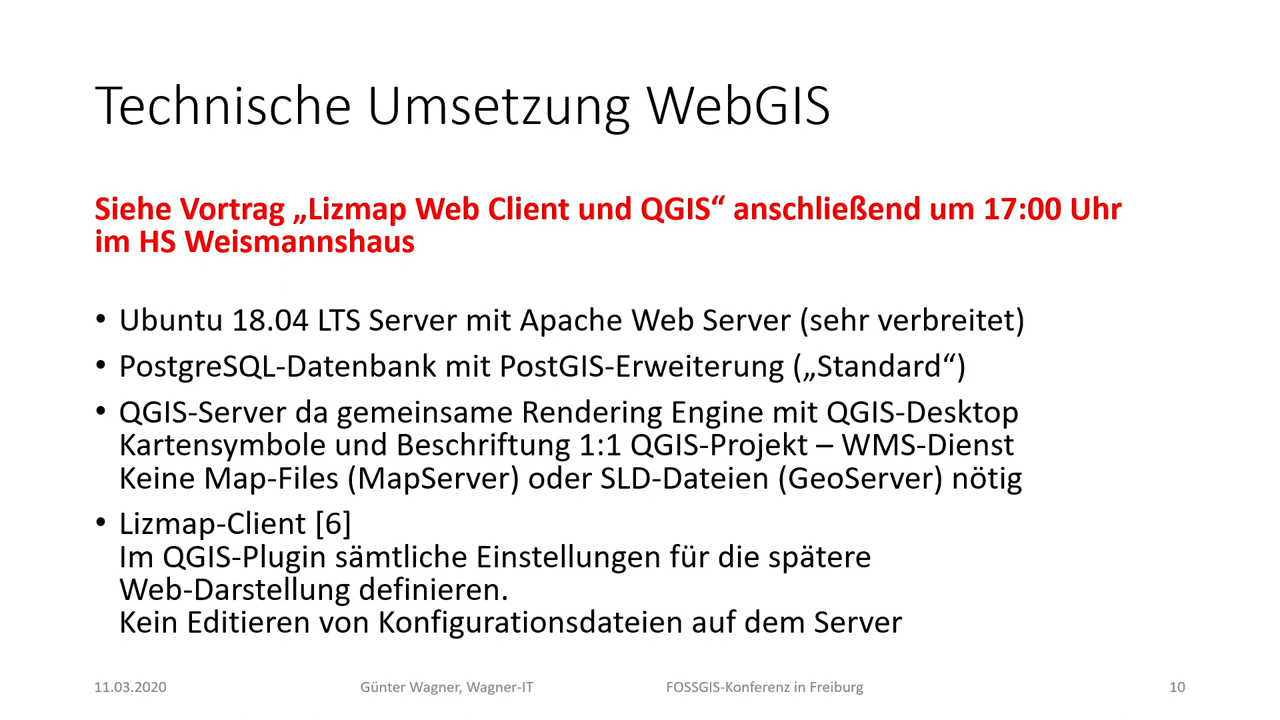 Technische Umsetzung WebGIS
Siehe Vortrag „Lizmap Web Client und QGIS“ anschließend um 17:00 Uhr
im HS Weismannshaus
• Ubuntu 18.04 LTS Server mit Apache Web Server (sehr verbreitet)
• PostgreSQL-Datenbank mit PostGIS-Erweiterung („Standard“)
• QGIS-Server da gemeinsame Rendering Engine mit QGIS-Desktop
Kartensymbole und Beschriftung 1:1 QGIS-Projekt – WMS-Dienst
Keine Map-Files (MapServer) oder SLD-Dateien (GeoServer) nötig
• Lizmap-Client [6]
Im QGIS-Plugin sämtliche Einstellungen für die spätere
Web-Darstellung definieren.
Kein Editieren von Konfigurationsdateien auf dem Server
11.03.2020 Günter Wagner, Wagner-IT FOSSGIS-Konferenz in Freiburg 10